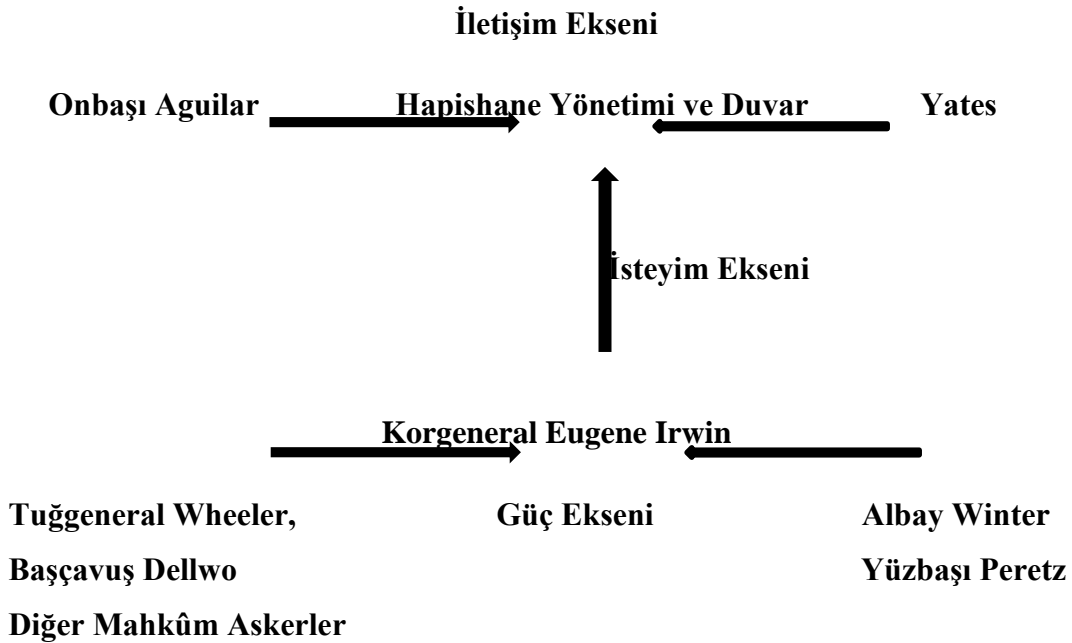 İletişim Ekseni
Onbaşı Aguilar Hapishane Yönetimi ve Duvar Yates
İsteyim Ekseni
Korgeneral Eugene Irwin
Tuğgeneral Wheeler, Güç Ekseni Albay Winter
Başçavuş Dellwo Yüzbaşı Peretz
Diğer Mahkûm Askerler